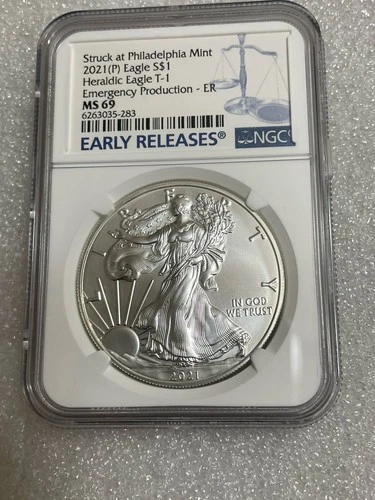 Struck at Philadelphia Mint
2021(P) Eagle S$1
Heraldic Eagle T-1
Emergency Production - ER
MS 69
6263035-283
EARLY RELEASES®
NGC®
LIBERTY
IN GOD
WE TRUST
2021